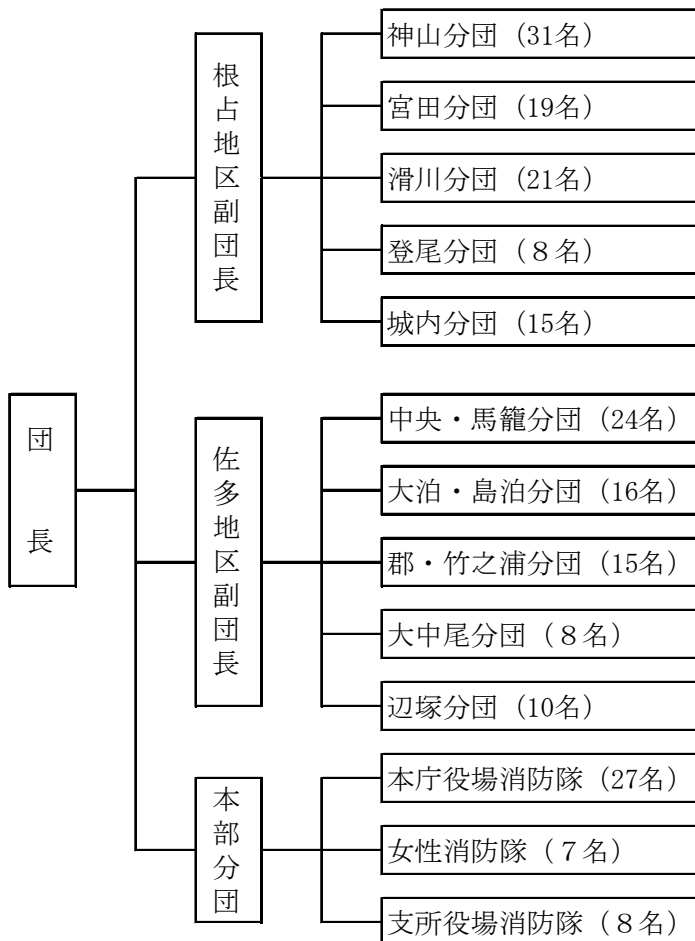 団長
根占地区副団長
神山分団（31名）
宮田分団（19名）
滑川分団（21名）
登尾分団（８名）
城内分団（15名）
佐多地区副団長
中央・馬籠分団（24名）
大泊・島泊分団（16名）
郡・竹之浦分団（15名）
大中尾分団（８名）
辺塚分団（10名）
本部分団
本庁役場消防隊（27名）
女性消防隊（７名）
支所役場消防隊（８名）